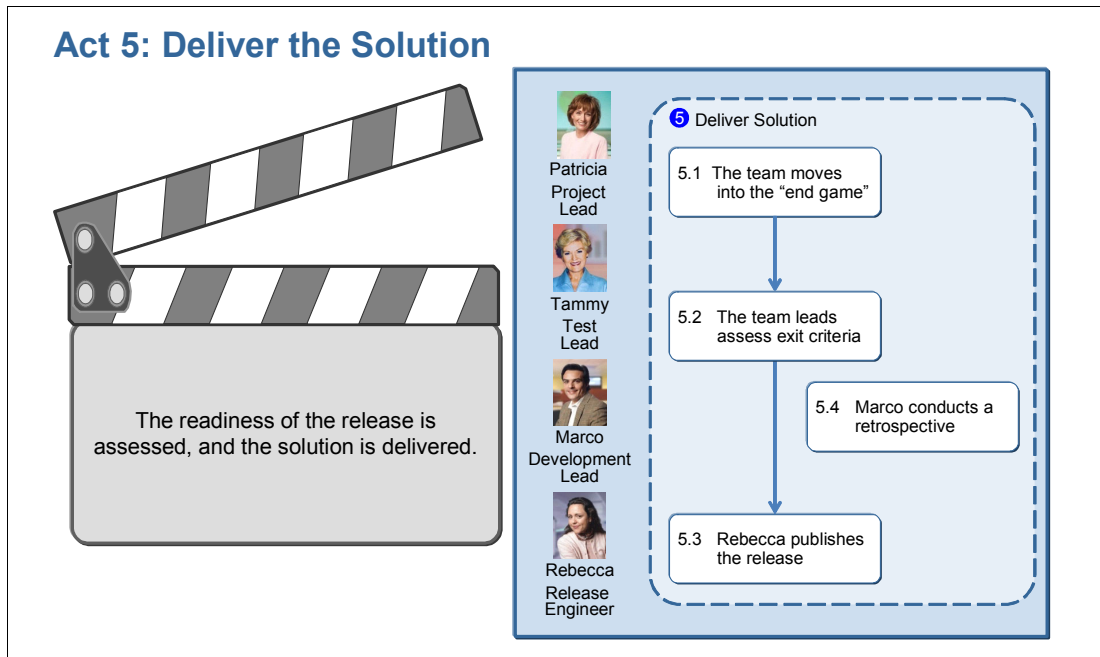 Act 5: Deliver the Solution
The readiness of the release is
assessed, and the solution is delivered.
Patricia
Project
Lead
Tammy
Test
Lead
Marco
Development
Lead
Rebecca
Release
Engineer
5 Deliver Solution
5.1 The team moves
into the “end game”
5.2 The team leads
assess exit criteria
5.4 Marco conducts a
retrospective
5.3 Rebecca publishes
the release